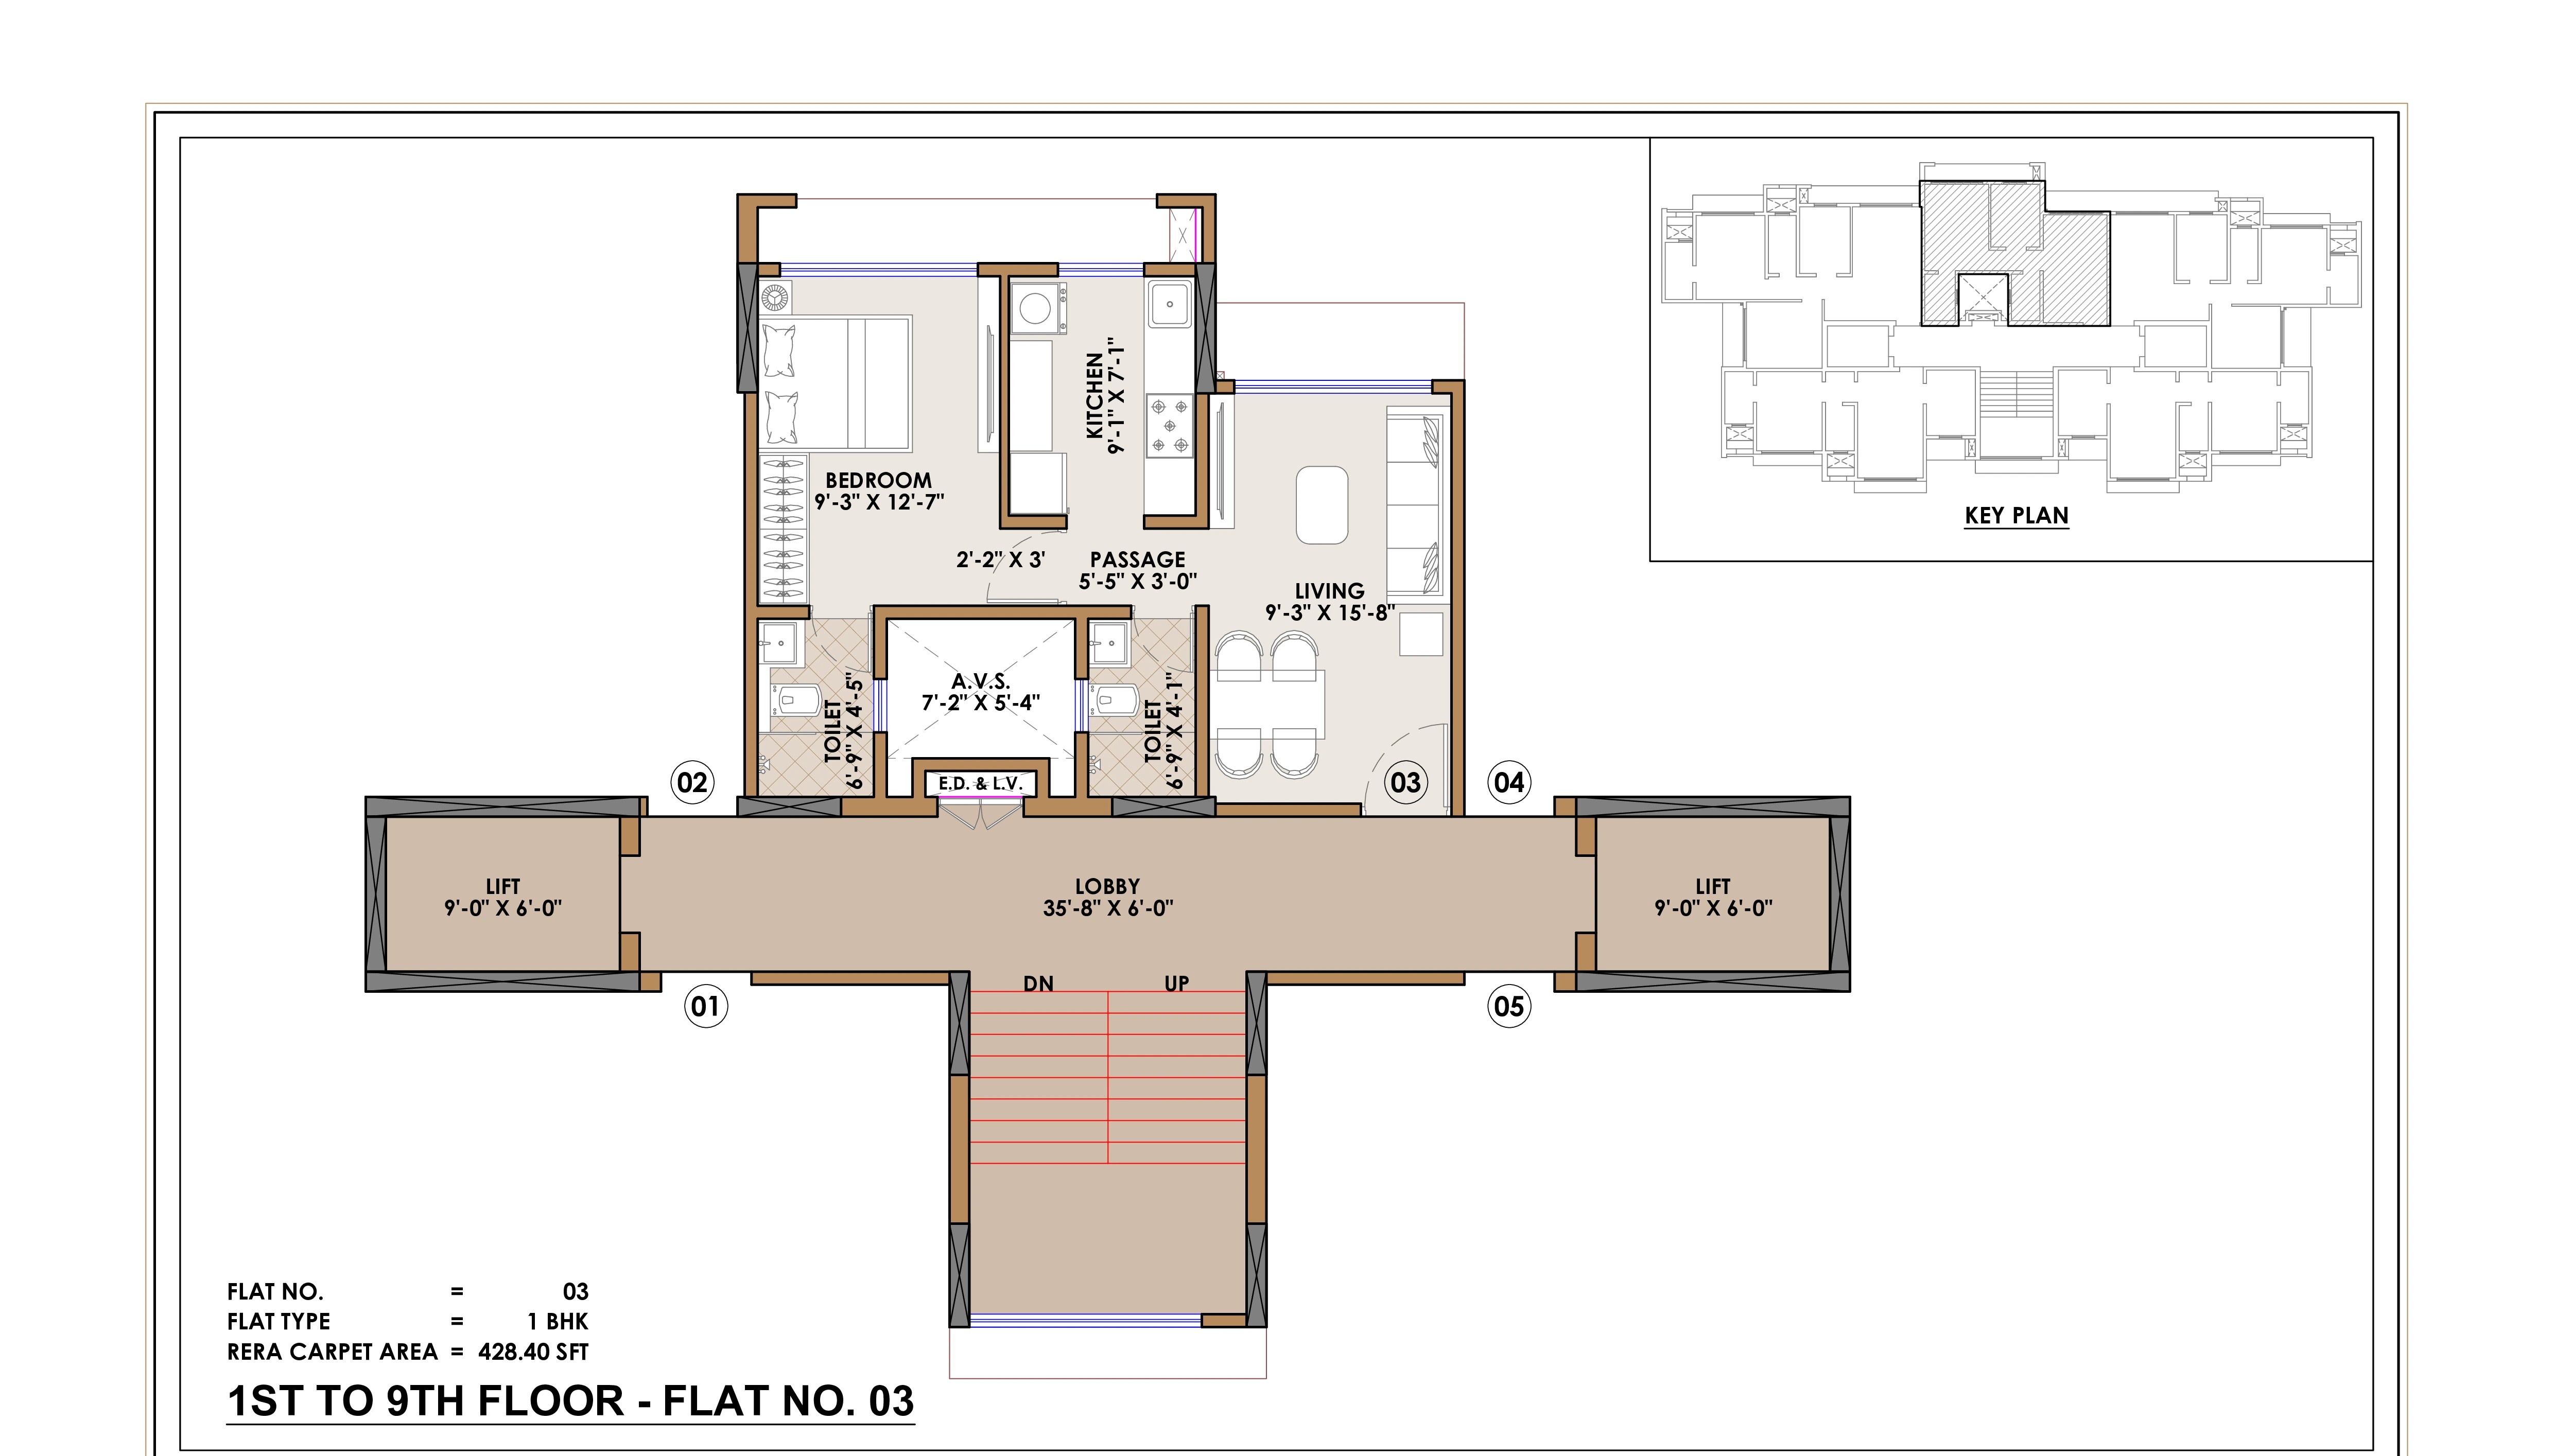 KITCHEN
9'-1" X 7'-1"
BEDROOM
9'-3" X 12'-7"
KEY PLAN
2'-2" X 3'
PASSAGE
5'-5" X 3'-0"
LIVING
9'-3" X 15'-8"
TOILET
6'-9" X 4'-5"
A.V.S.
7'-2" X 5'-4"
TOILET
6'-9" X 4'-1"
E.D. & L.V.
02
03
04
LIFT
9'-0" X 6'-0"
LOBBY
35'-8" X 6'-0"
LIFT
9'-0" X 6'-0"
DN
UP
01
05
FLAT NO. = 03
FLAT TYPE = 1 BHK
RERA CARPET AREA = 428.40 SFT
1ST TO 9TH FLOOR - FLAT NO. 03